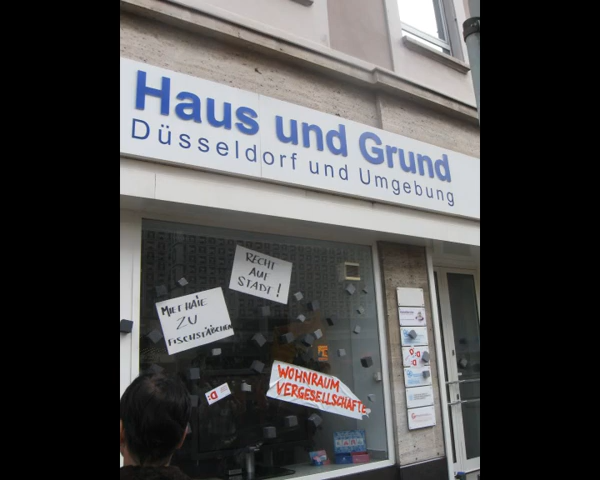 Haus und Grund
Düsseldorf und Umgebung
RECHT
AUF
STADT!
MIETHAIE
ZU
FISCHSTÄBCHEN
WOHNRAUM
VERGESELLSCHAFTEN